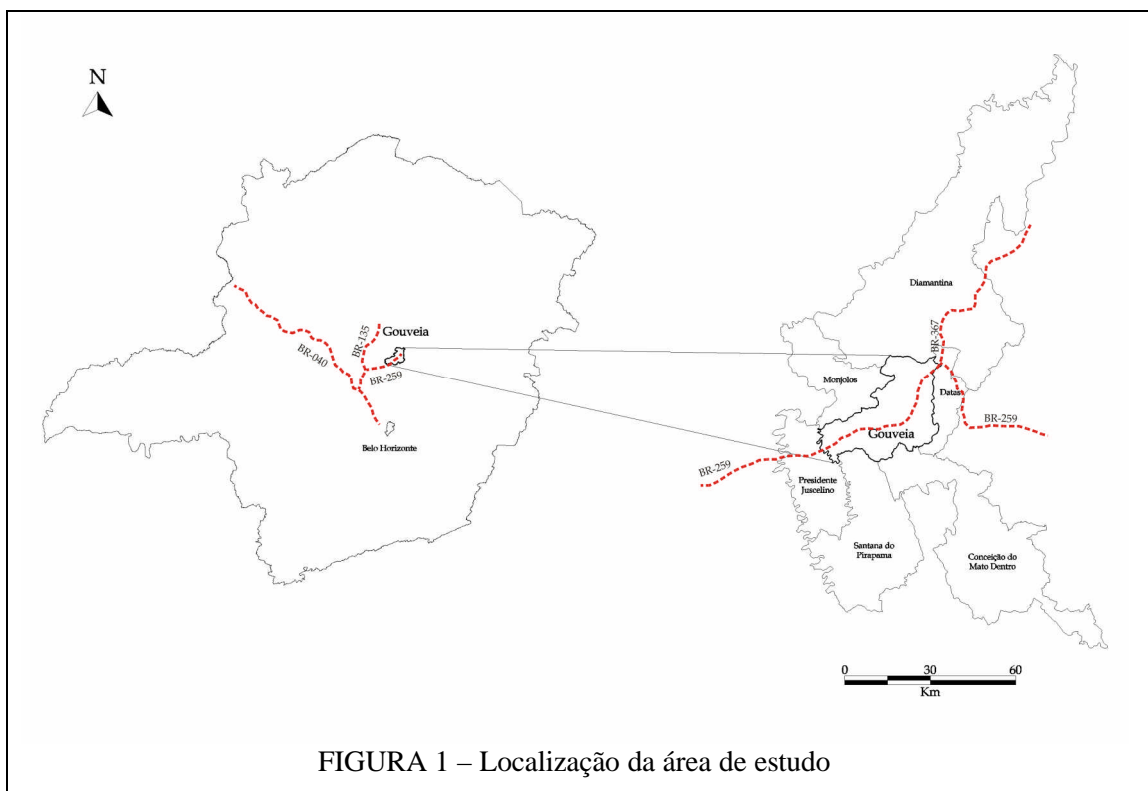 N
Gouveia
BR-135
BR-040
BR-259
Belo Horizonte
Diamantina
BR-367
Monjolos
Datas
BR-259
Gouveia
BR-259
Presidente
Juscelino
Santana do
Pirapama
Conceição do
Mato Dentro
0 30 60
Km
FIGURA 1 – Localização da área de estudo